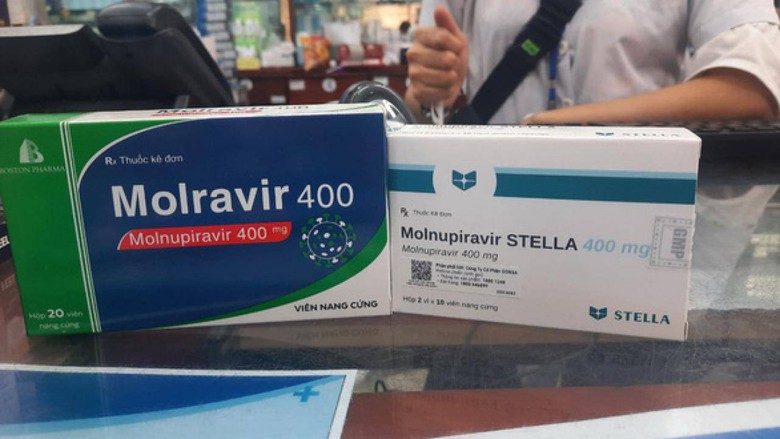 Molravir 400
BOSTON PHARMA
Rx Thuốc kê đơn
Molravir 400
Molnupiravir 400 mg
VIÊN NANG CỨNG
Hộp 20 viên
nang cứng
STELLA
Rx Thuốc Kê Đơn
Molnupiravir STELLA 400 mg
Molnupiravir 400 mg
GMP
Hộp 2 vỉ x 10 viên nang cứng
STELLA